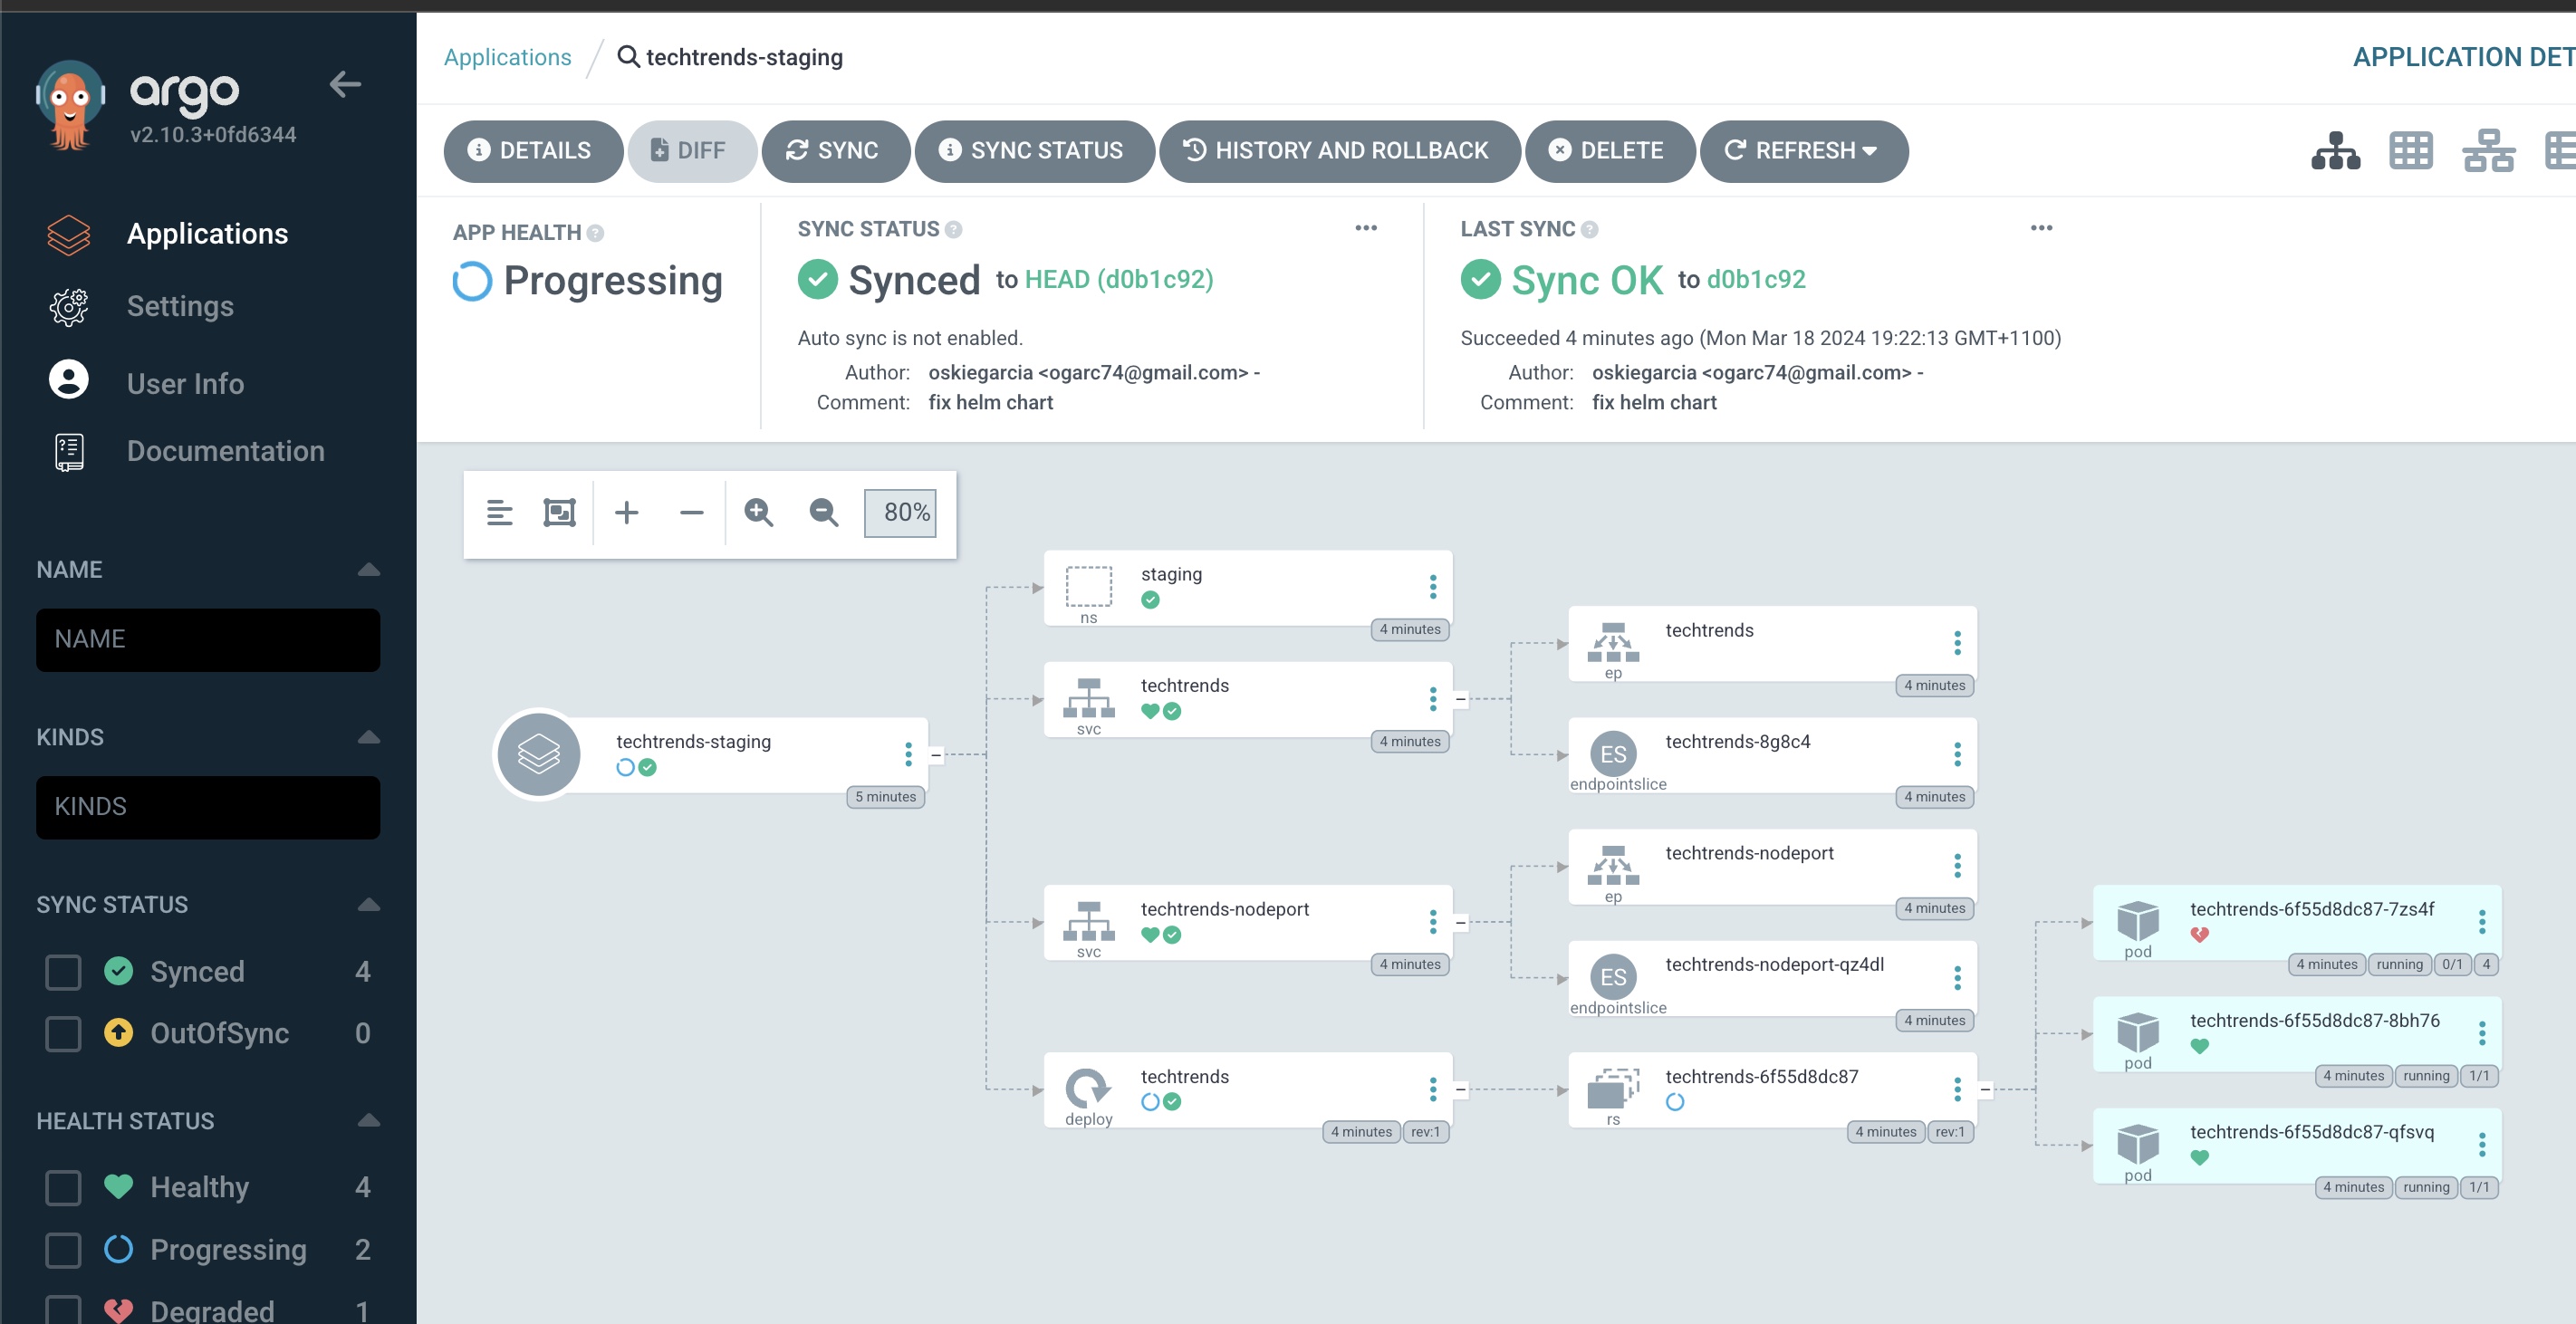 argo
v2.10.3+0fd6344
Applications
Settings
User Info
Documentation
NAME
NAME
KINDS
KINDS
SYNC STATUS
Synced 4
OutOfSync 0
HEALTH STATUS
Healthy 4
Progressing 2
Degraded 1
Applications / techtrends-staging
APPLICATION DET
DETAILS DIFF SYNC SYNC STATUS HISTORY AND ROLLBACK DELETE REFRESH
APP HEALTH
Progressing
SYNC STATUS
Synced to HEAD (d0b1c92)
Auto sync is not enabled.
Author: oskiegarcia <ogarc74@gmail.com> -
Comment: fix helm chart
LAST SYNC
Sync OK to d0b1c92
Succeeded 4 minutes ago (Mon Mar 18 2024 19:22:13 GMT+1100)
Author: oskiegarcia <ogarc74@gmail.com> -
Comment: fix helm chart
80%
techtrends-staging
5 minutes
staging
ns
4 minutes
techtrends
svc
4 minutes
techtrends-nodeport
svc
4 minutes
techtrends
deploy
4 minutes rev:1
techtrends
ep
4 minutes
ES techtrends-8g8c4
endpointslice
4 minutes
techtrends-nodeport
ep
4 minutes
ES techtrends-nodeport-qz4dl
endpointslice
4 minutes
techtrends-6f55d8dc87
rs
4 minutes rev:1
techtrends-6f55d8dc87-7zs4f
pod
4 minutes running 0/1 4
techtrends-6f55d8dc87-8bh76
pod
4 minutes running 1/1
techtrends-6f55d8dc87-qfsvq
pod
4 minutes running 1/1